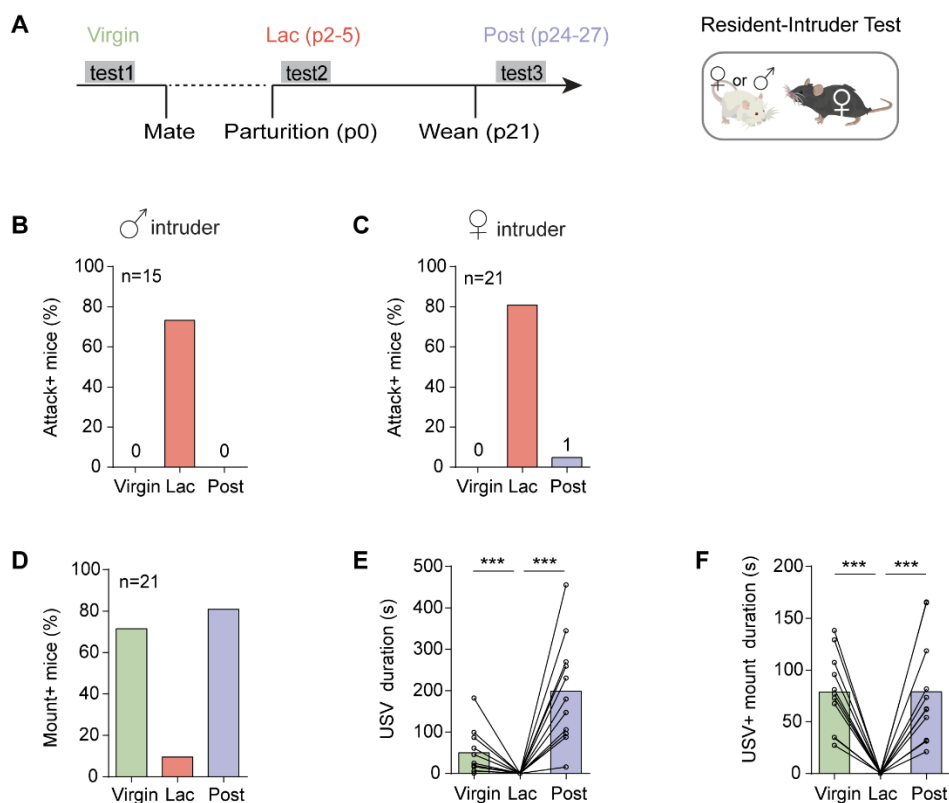 A
Virgin
Lac (p2-5)
Post (p24-27)
test1
test2
test3
Mate
Parturition (p0)
Wean (p21)
Resident-Intruder Test
♀ or ♂
♀
B
♂ intruder
Attack+ mice (%)
100
80
60
40
20
0
n=15
0
0
Virgin Lac Post
C
♀ intruder
Attack+ mice (%)
100
80
60
40
20
0
n=21
0
1
Virgin Lac Post
D
Mount+ mice (%)
100
80
60
40
20
0
n=21
Virgin Lac Post
E
USV duration (s)
500
400
300
200
100
0
*** ***
Virgin Lac Post
F
USV+ mount duration (s)
200
150
100
50
0
*** ***
Virgin Lac Post